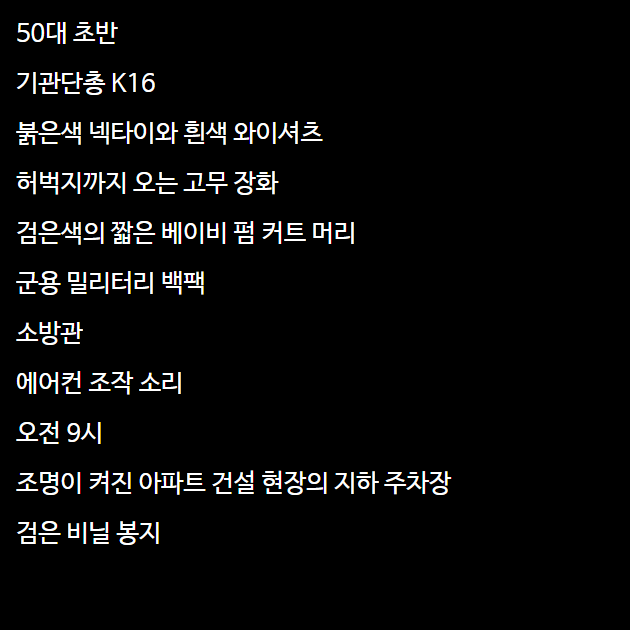 50대 초반
기관단총 K16
붉은색 넥타이와 흰색 와이셔츠
허벅지까지 오는 고무 장화
검은색의 짧은 베이비 펌 커트 머리
군용 밀리터리 백팩
소방관
에어컨 조작 소리
오전 9시
조명이 켜진 아파트 건설 현장의 지하 주차장
검은 비닐 봉지